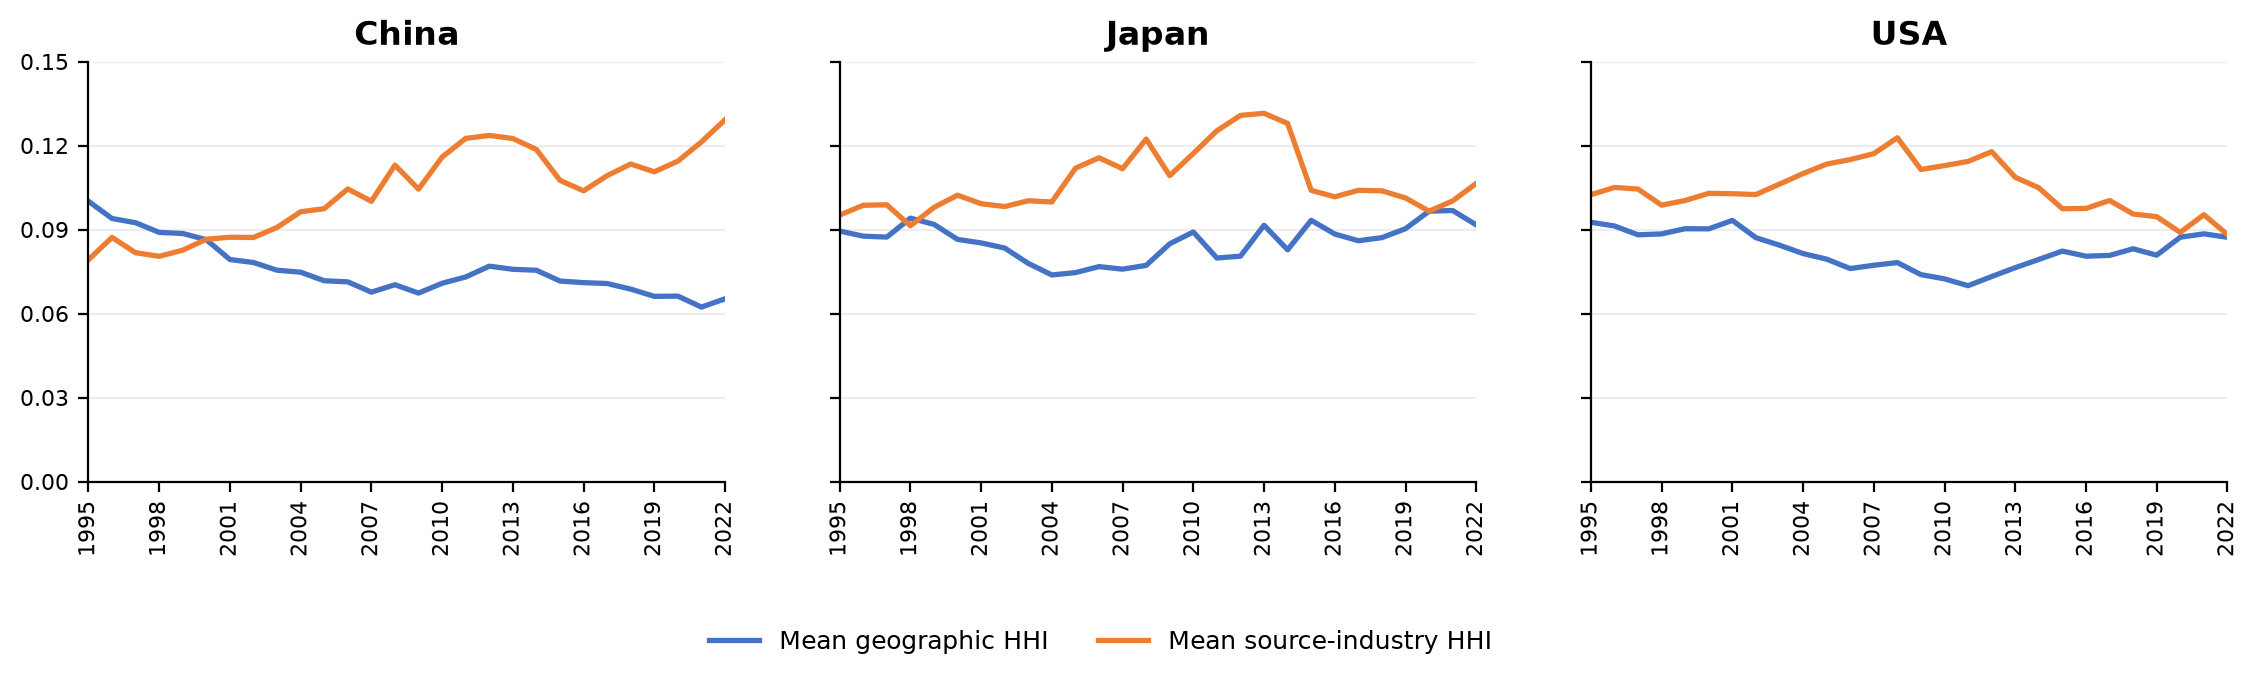 China
Japan
USA
0.15
0.12
0.09
0.06
0.03
0.00
1995 1998 2001 2004 2007 2010 2013 2016 2019 2022
1995 1998 2001 2004 2007 2010 2013 2016 2019 2022
1995 1998 2001 2004 2007 2010 2013 2016 2019 2022
Mean geographic HHI
Mean source-industry HHI